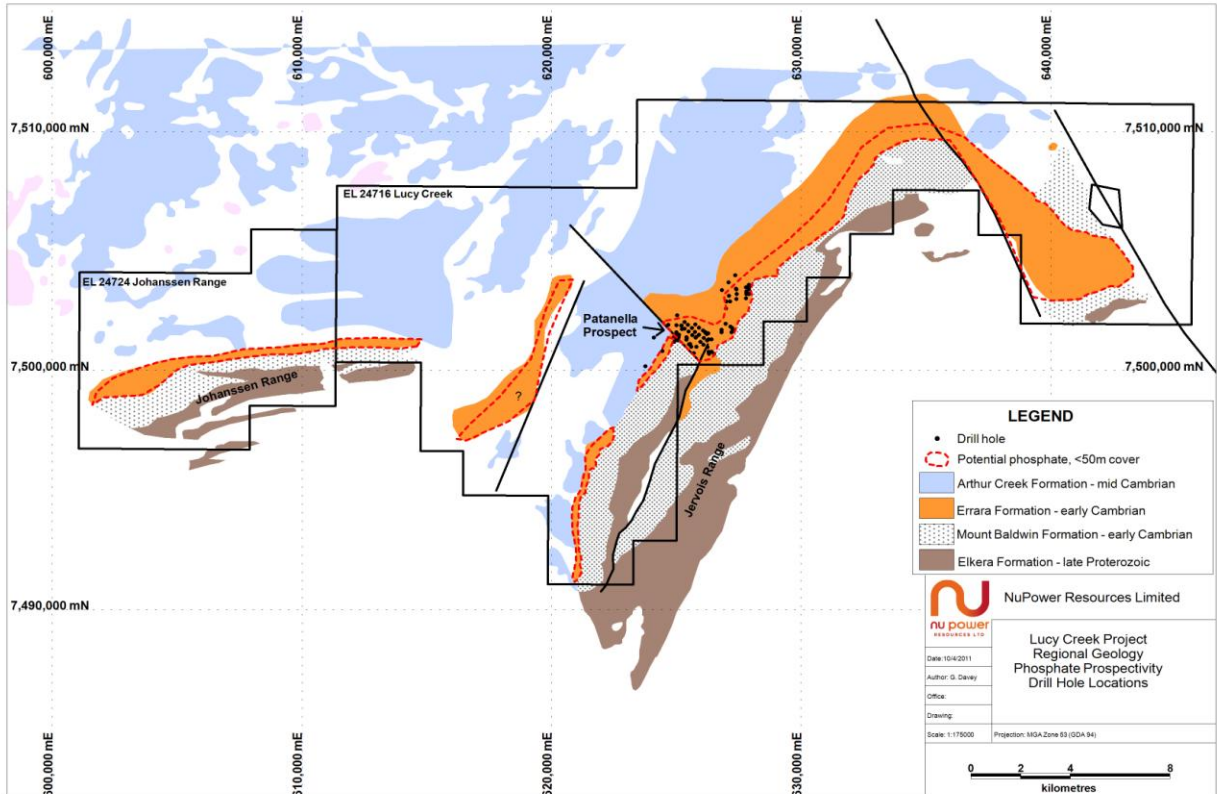 600,000 mE
610,000 mE
620,000 mE
630,000 mE
640,000 mE
7,510,000 mN
7,510,000 mN
EL 24716 Lucy Creek
EL 24724 Johanssen Range
Patanella
Prospect
7,500,000 mN
7,500,000 mN
Johanssen Range
?
Jervois Range
7,490,000 mN
LEGEND
Drill hole
Potential phosphate, <50m cover
Arthur Creek Formation - mid Cambrian
Errara Formation - early Cambrian
Mount Baldwin Formation - early Cambrian
Elkera Formation - late Proterozoic
nu power
RESOURCES LTD
NuPower Resources Limited
Date:10/4/2011
Author: G. Davey
Office:
Drawing:
Scale: 1:175000
Lucy Creek Project
Regional Geology
Phosphate Prospectivity
Drill Hole Locations
Projection: MGA Zone 53 (GDA 94)
0 2 4 8
kilometres
600,000 mE
610,000 mE
620,000 mE
630,000 mE